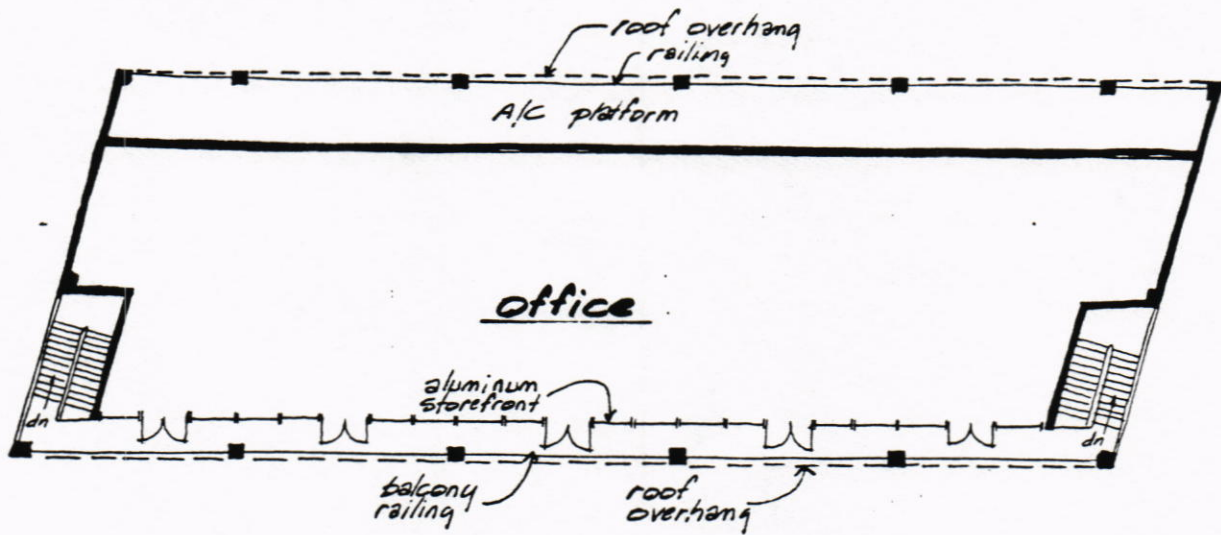 roof overhang
railing
A/C platform
office
aluminum
storefront
dn
dn
balcony
railing
roof
overhang